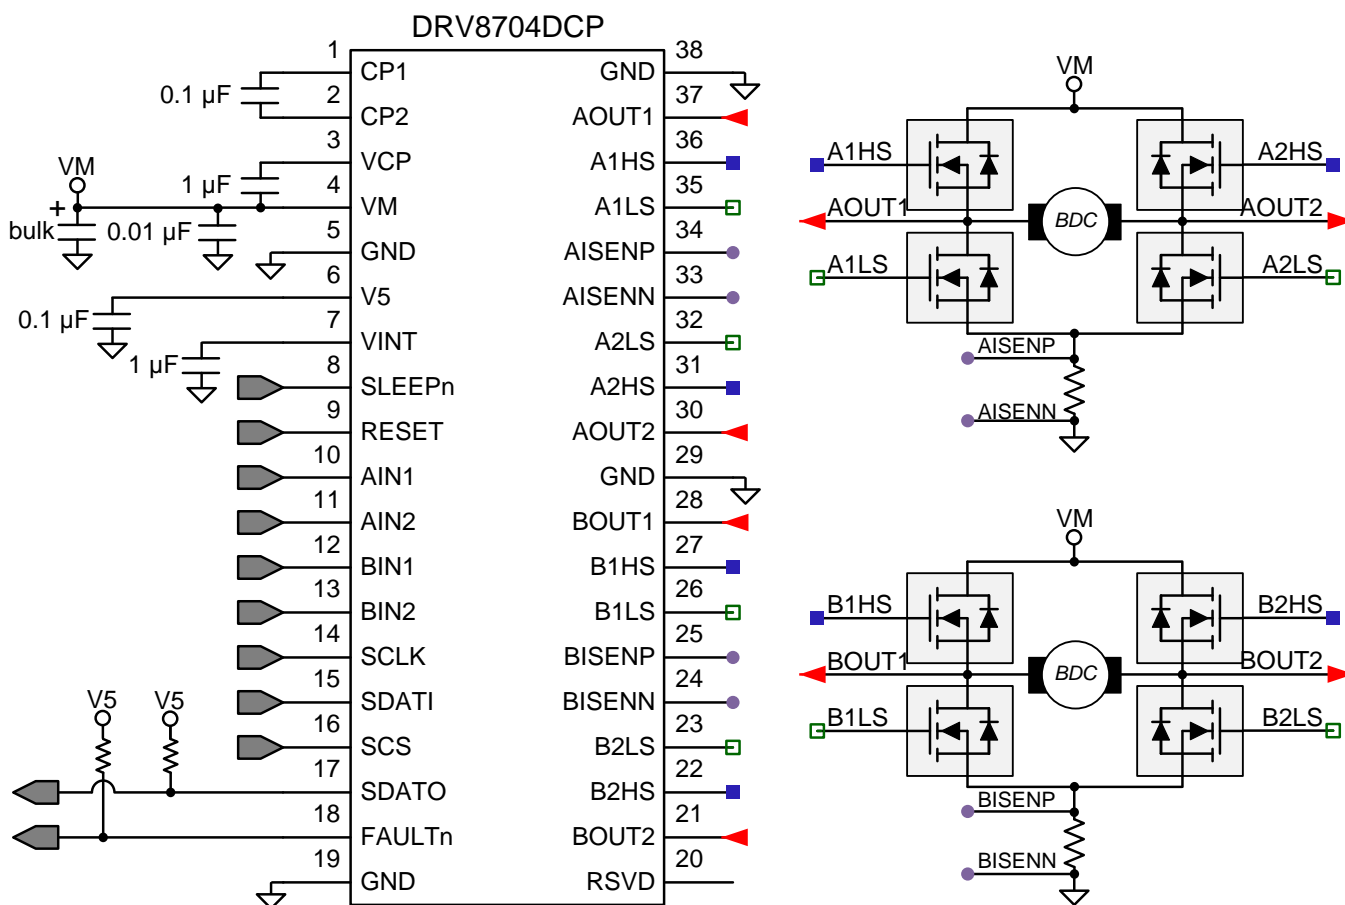 DRV8704DCP
1
CP1
0.1 µF
2
CP2
3
VCP
1 µF
VM
4
VM
+
bulk
0.01 µF
5
GND
6
V5
0.1 µF
7
VINT
1 µF
8
SLEEPn
9
RESET
10
AIN1
11
AIN2
12
BIN1
13
BIN2
14
SCLK
15
SDATI
16
SCS
V5
V5
17
SDATO
18
FAULTn
19
GND
38
GND
37
AOUT1
36
A1HS
35
A1LS
34
AISENP
33
AISENN
32
A2LS
31
A2HS
30
AOUT2
29
GND
28
BOUT1
27
B1HS
26
B1LS
25
BISENP
24
BISENN
23
B2LS
22
B2HS
21
BOUT2
20
RSVD
VM
A1HS
A2HS
AOUT1
BDC
AOUT2
A1LS
A2LS
AISENP
AISENN
VM
B1HS
B2HS
BOUT1
BDC
BOUT2
B1LS
B2LS
BISENP
BISENN